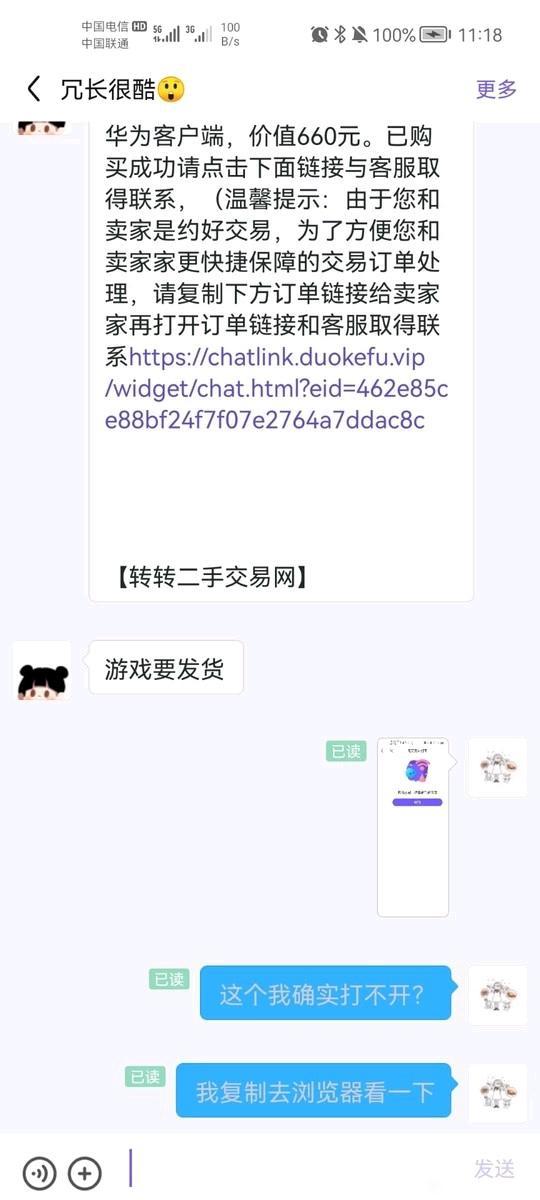 中国电信 HD 5G 3G 100 B/s 100% 11:18
中国联通
冗长很酷😲 更多
华为客户端，价值660元。已购
买成功请点击下面链接与客服取
得联系，（温馨提示：由于您和
卖家是约好交易，为了方便您和
卖家家更快捷保障的交易订单处
理，请复制下方订单链接给卖家
家再打开订单链接和客服取得联
系https://chatlink.duokefu.vip
/widget/chat.html?eid=462e85c
e88bf24f7f07e2764a7ddac8c
【转转二手交易网】
游戏要发货
已读
已读
这个我确实打不开？
已读
我复制去浏览器看一下
发送